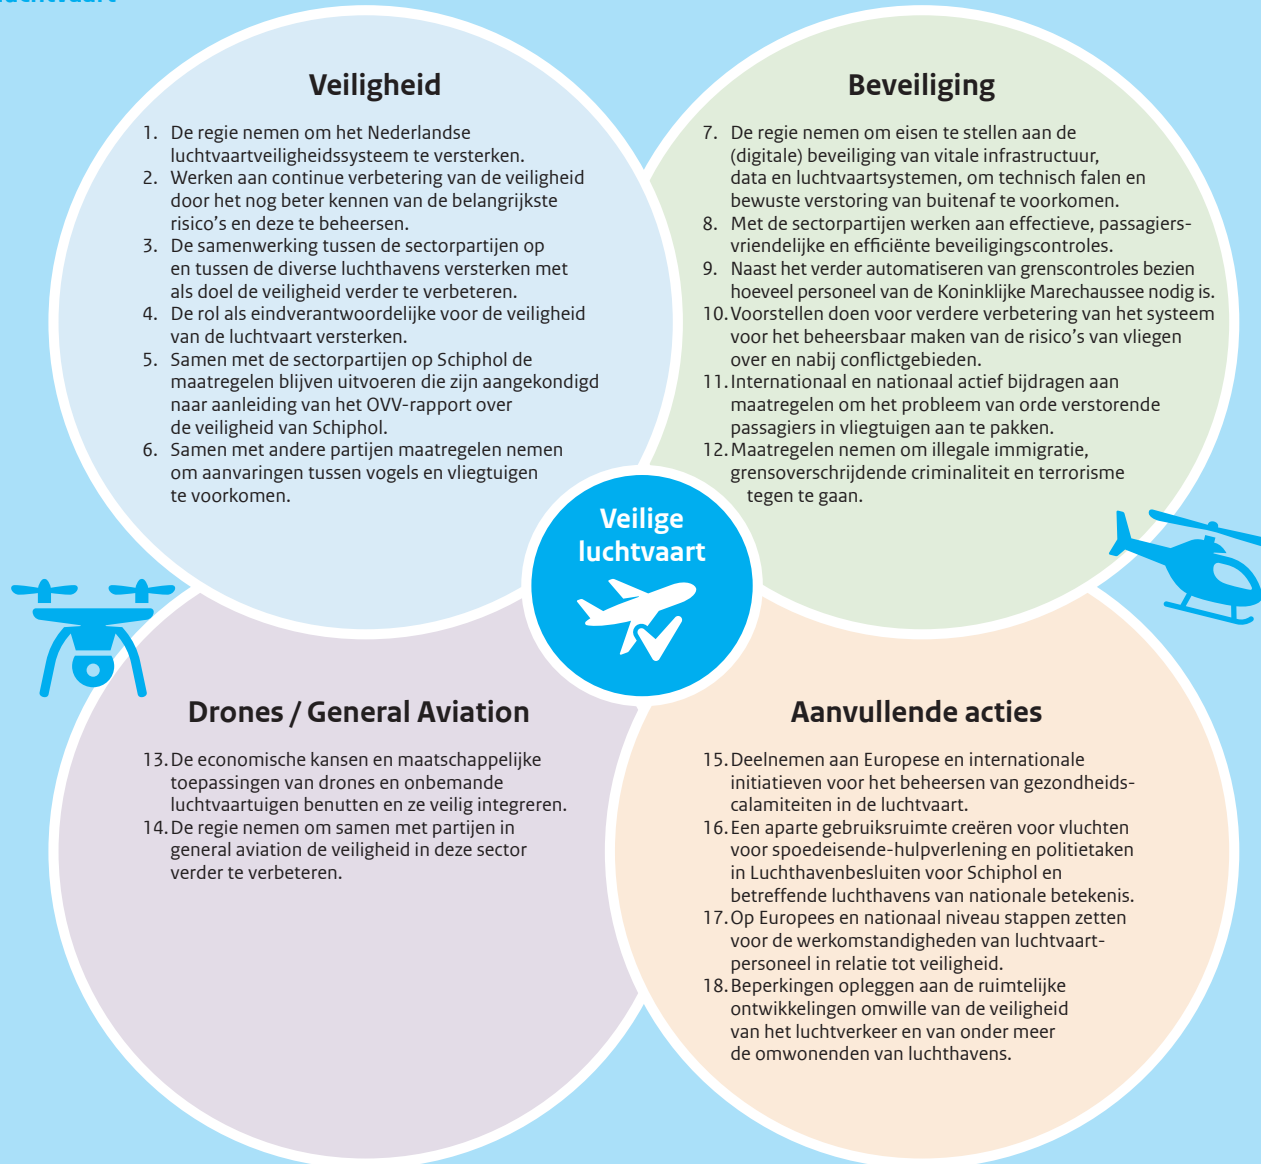 luchtvaart
Veiligheid
1. De regie nemen om het Nederlandse
luchtvaartveiligheidssysteem te versterken.
2. Werken aan continue verbetering van de veiligheid
door het nog beter kennen van de belangrijkste
risico's en deze te beheersen.
3. De samenwerking tussen de sectorpartijen op
en tussen de diverse luchthavens versterken met
als doel de veiligheid verder te verbeteren.
4. De rol als eindverantwoordelijke voor de veiligheid
van de luchtvaart versterken.
5. Samen met de sectorpartijen op Schiphol de
maatregelen blijven uitvoeren die zijn aangekondigd
naar aanleiding van het OVV-rapport over
de veiligheid van Schiphol.
6. Samen met andere partijen maatregelen nemen
om aanvaringen tussen vogels en vliegtuigen
te voorkomen.
Beveiliging
7. De regie nemen om eisen te stellen aan de
(digitale) beveiliging van vitale infrastructuur,
data en luchtvaartsystemen, om technisch falen en
bewuste verstoring van buitenaf te voorkomen.
8. Met de sectorpartijen werken aan effectieve, passagiers-
vriendelijke en efficiënte beveiligingscontroles.
9. Naast het verder automatiseren van grenscontroles bezien
hoeveel personeel van de Koninklijke Marechaussee nodig is.
10. Voorstellen doen voor verdere verbetering van het systeem
voor het beheersbaar maken van de risico's van vliegen
over en nabij conflictgebieden.
11. Internationaal en nationaal actief bijdragen aan
maatregelen om het probleem van orde verstorende
passagiers in vliegtuigen aan te pakken.
12. Maatregelen nemen om illegale immigratie,
grensoverschrijdende criminaliteit en terrorisme
tegen te gaan.
Veilige
luchtvaart
Drones / General Aviation
13. De economische kansen en maatschappelijke
toepassingen van drones en onbemande
luchtvaartuigen benutten en ze veilig integreren.
14. De regie nemen om samen met partijen in
general aviation de veiligheid in deze sector
verder te verbeteren.
Aanvullende acties
15. Deelnemen aan Europese en internationale
initiatieven voor het beheersen van gezondheids-
calamiteiten in de luchtvaart.
16. Een aparte gebruiksruimte creëren voor vluchten
voor spoedeisende-hulpverlening en politietaken
in Luchthavenbesluiten voor Schiphol en
betreffende luchthavens van nationale betekenis.
17. Op Europees en nationaal niveau stappen zetten
voor de werkomstandigheden van luchtvaart-
personeel in relatie tot veiligheid.
18. Beperkingen opleggen aan de ruimtelijke
ontwikkelingen omwille van de veiligheid
van het luchtverkeer en van onder meer
de omwonenden van luchthavens.